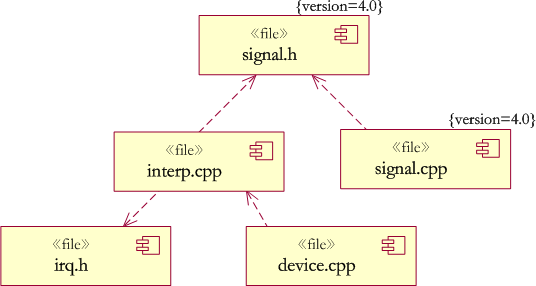 {version=4.0}
«file»
signal.h
{version=4.0}
«file»
interp.cpp
«file»
signal.cpp
«file»
irq.h
«file»
device.cpp